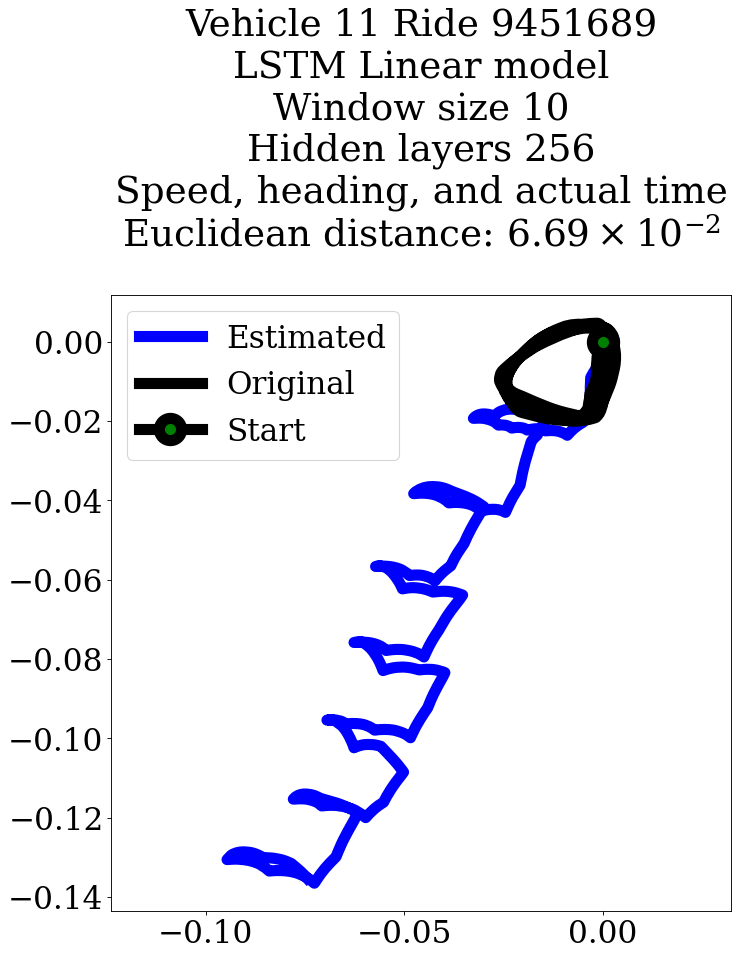 Vehicle 11 Ride 9451689
LSTM Linear model
Window size 10
Hidden layers 256
Speed, heading, and actual time
Euclidean distance: 6.69 × 10⁻²
Estimated
Original
Start
0.00
−0.02
−0.04
−0.06
−0.08
−0.10
−0.12
−0.14
−0.10
−0.05
0.00